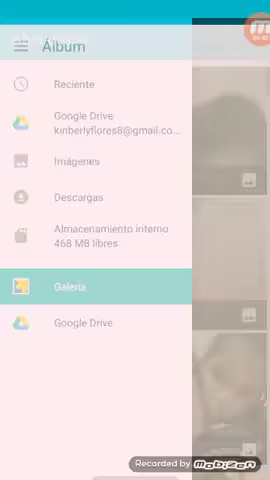 Álbum
Reciente
Google Drive
kinberlyflores8@gmail.co...
Imágenes
Descargas
Almacenamiento interno
468 MB libres
Galería
Google Drive
Recorded by mobizen